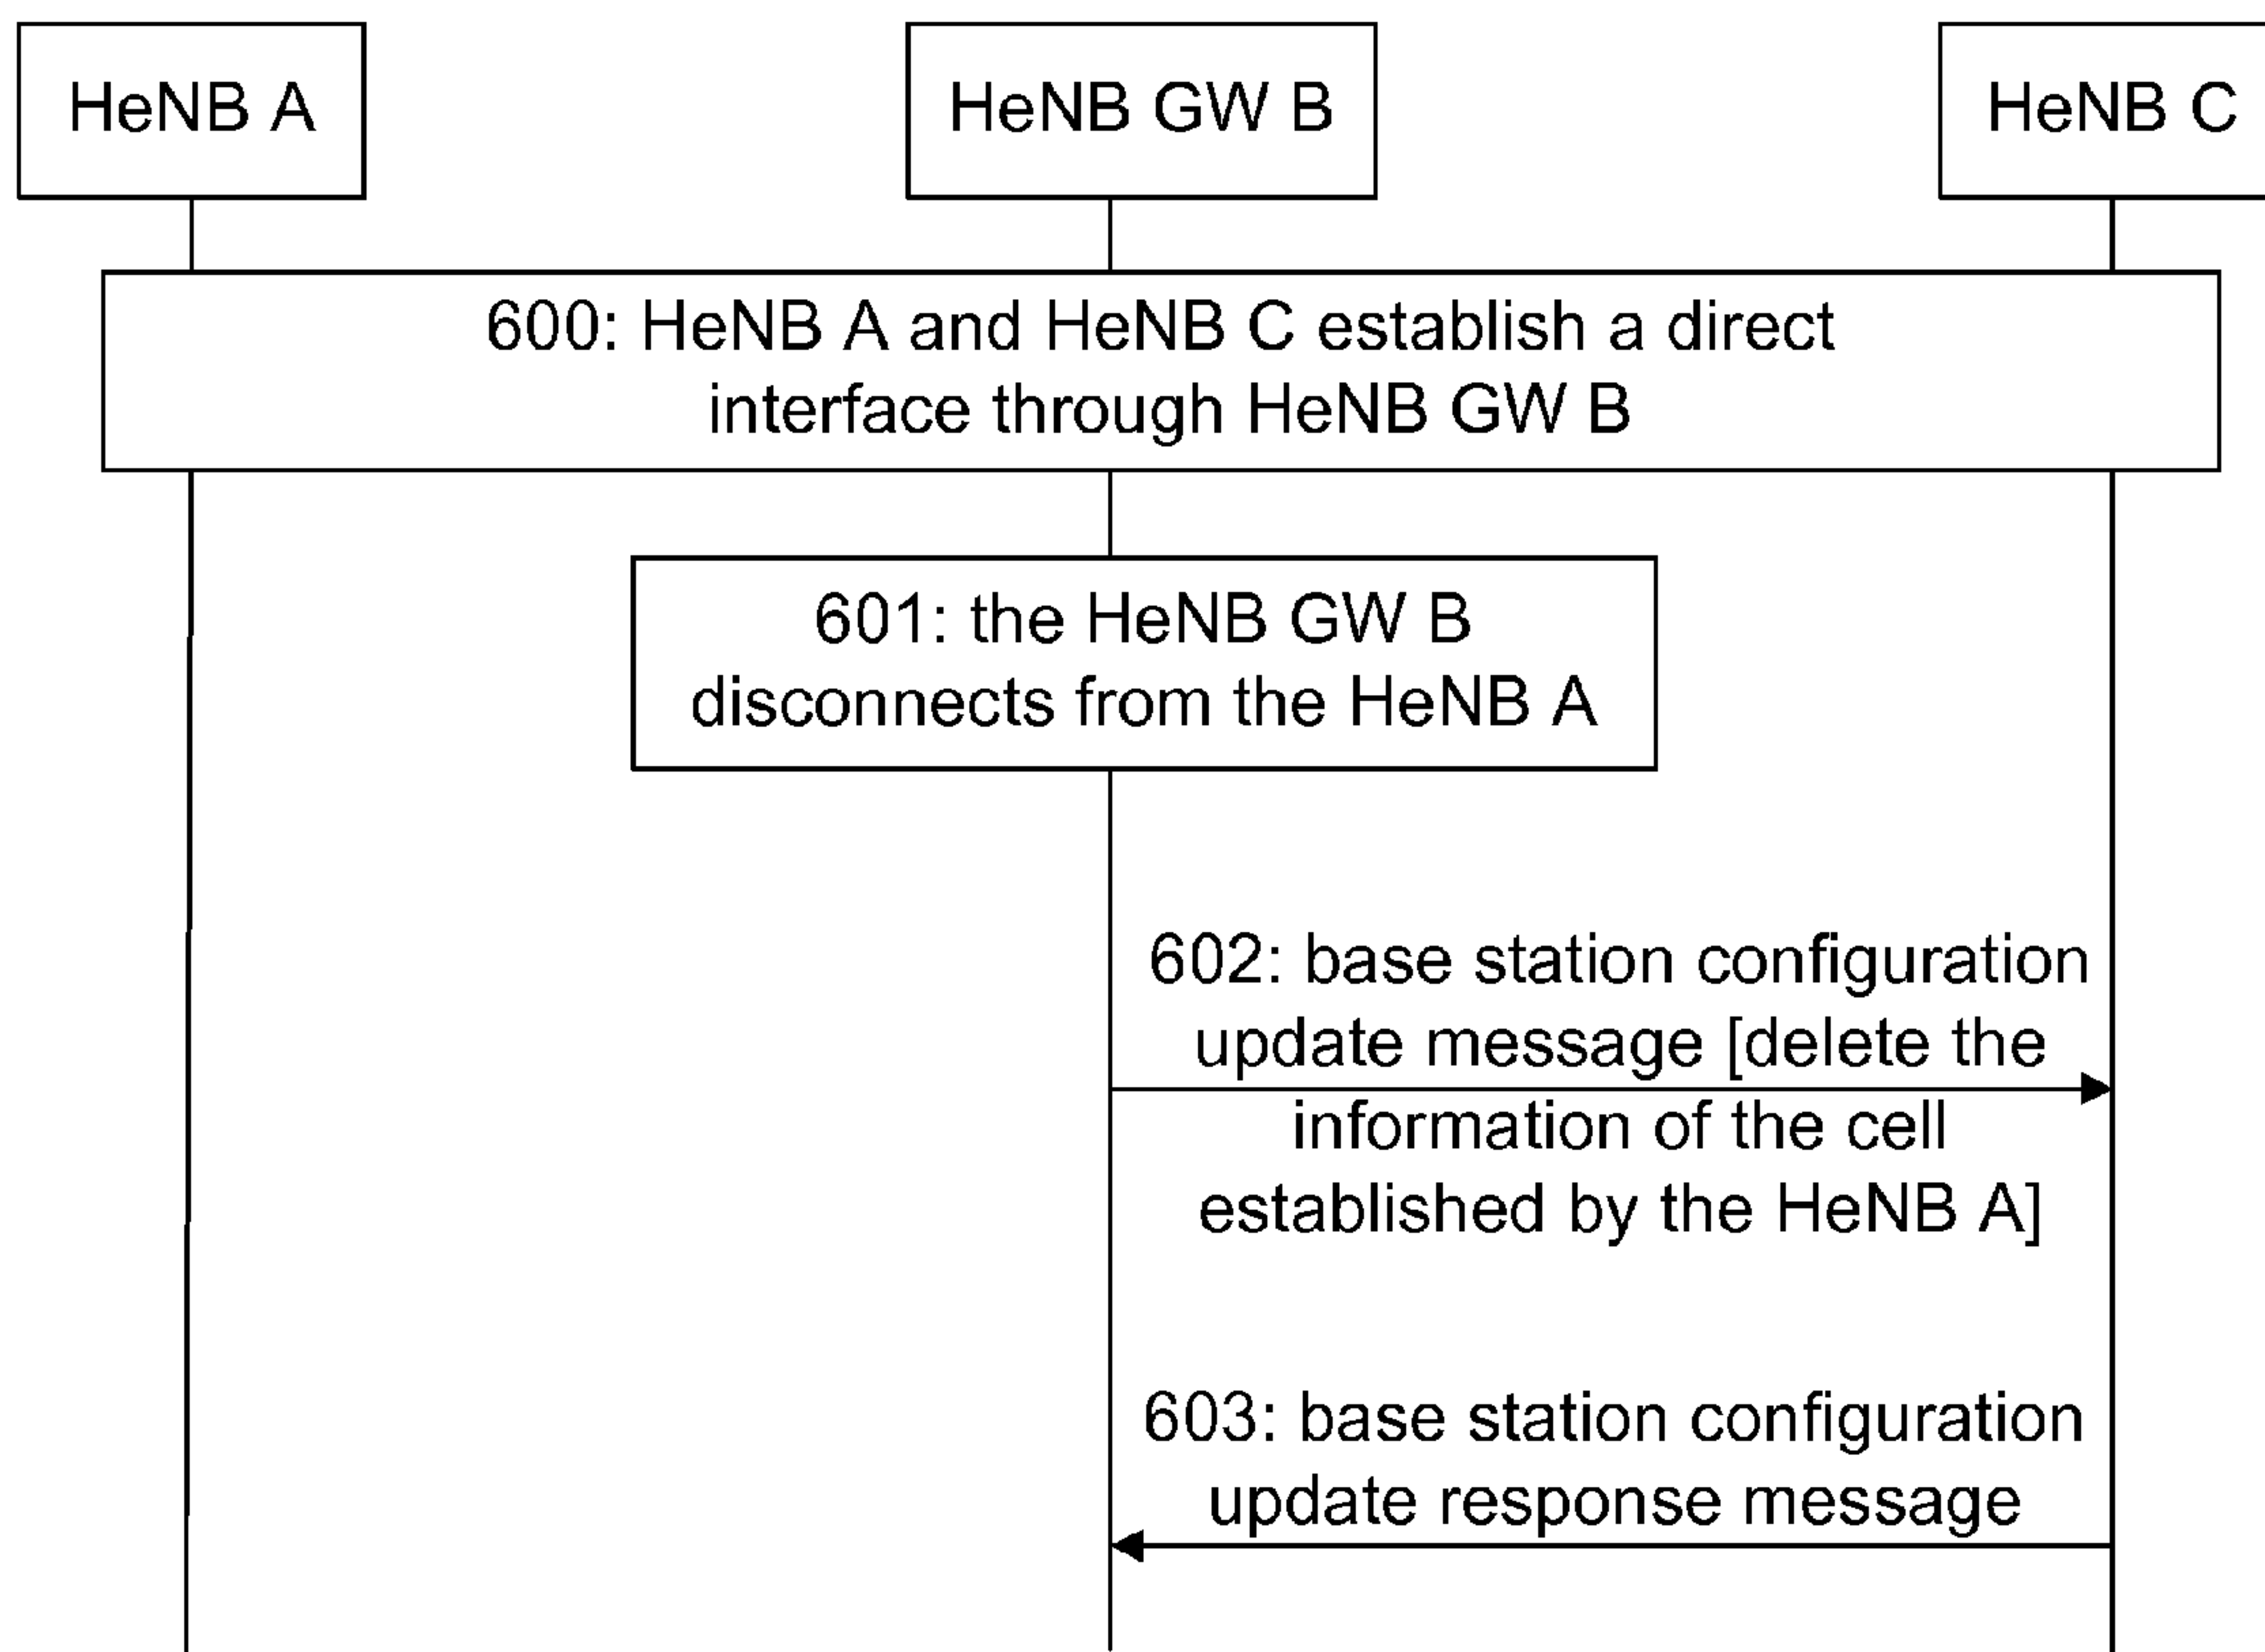 HeNB A
HeNB GW B
HeNB C
600: HeNB A and HeNB C establish a direct
interface through HeNB GW B
601: the HeNB GW B
disconnects from the HeNB A
602: base station configuration
update message [delete the
information of the cell
established by the HeNB A]
603: base station configuration
update response message